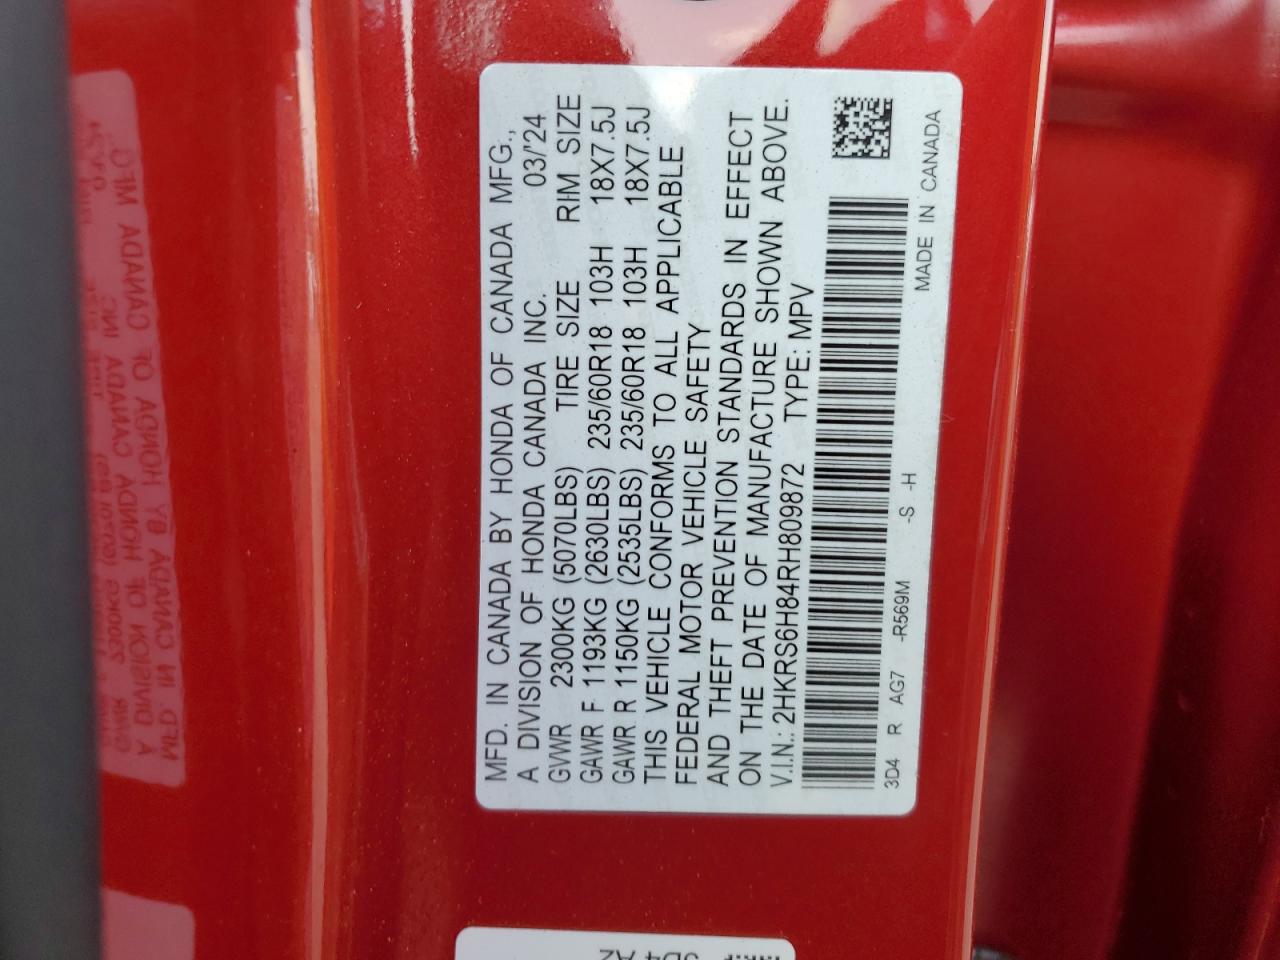 MFD. IN CANADA BY HONDA OF CANADA MFG.,
A DIVISION OF HONDA CANADA INC. 03/'24
GVWR 2300KG (5070LBS) TIRE SIZE RIM SIZE
GAWR F 1193KG (2630LBS) 235/60R18 103H 18X7.5J
GAWR R 1150KG (2535LBS) 235/60R18 103H 18X7.5J
THIS VEHICLE CONFORMS TO ALL APPLICABLE
FEDERAL MOTOR VEHICLE SAFETY
AND THEFT PREVENTION STANDARDS IN EFFECT
ON THE DATE OF MANUFACTURE SHOWN ABOVE.
V.I.N.: 2HKRS6H84RH809872 TYPE: MPV
3D4 R AG7 -R569M -S -H
MADE IN CANADA